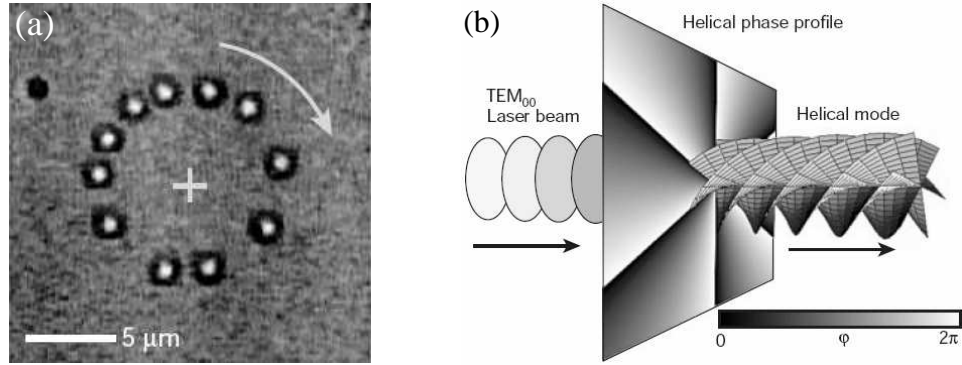 (a)
5 μm
(b)
Helical phase profile
TEM₀₀
Laser beam
Helical mode
0 φ 2π